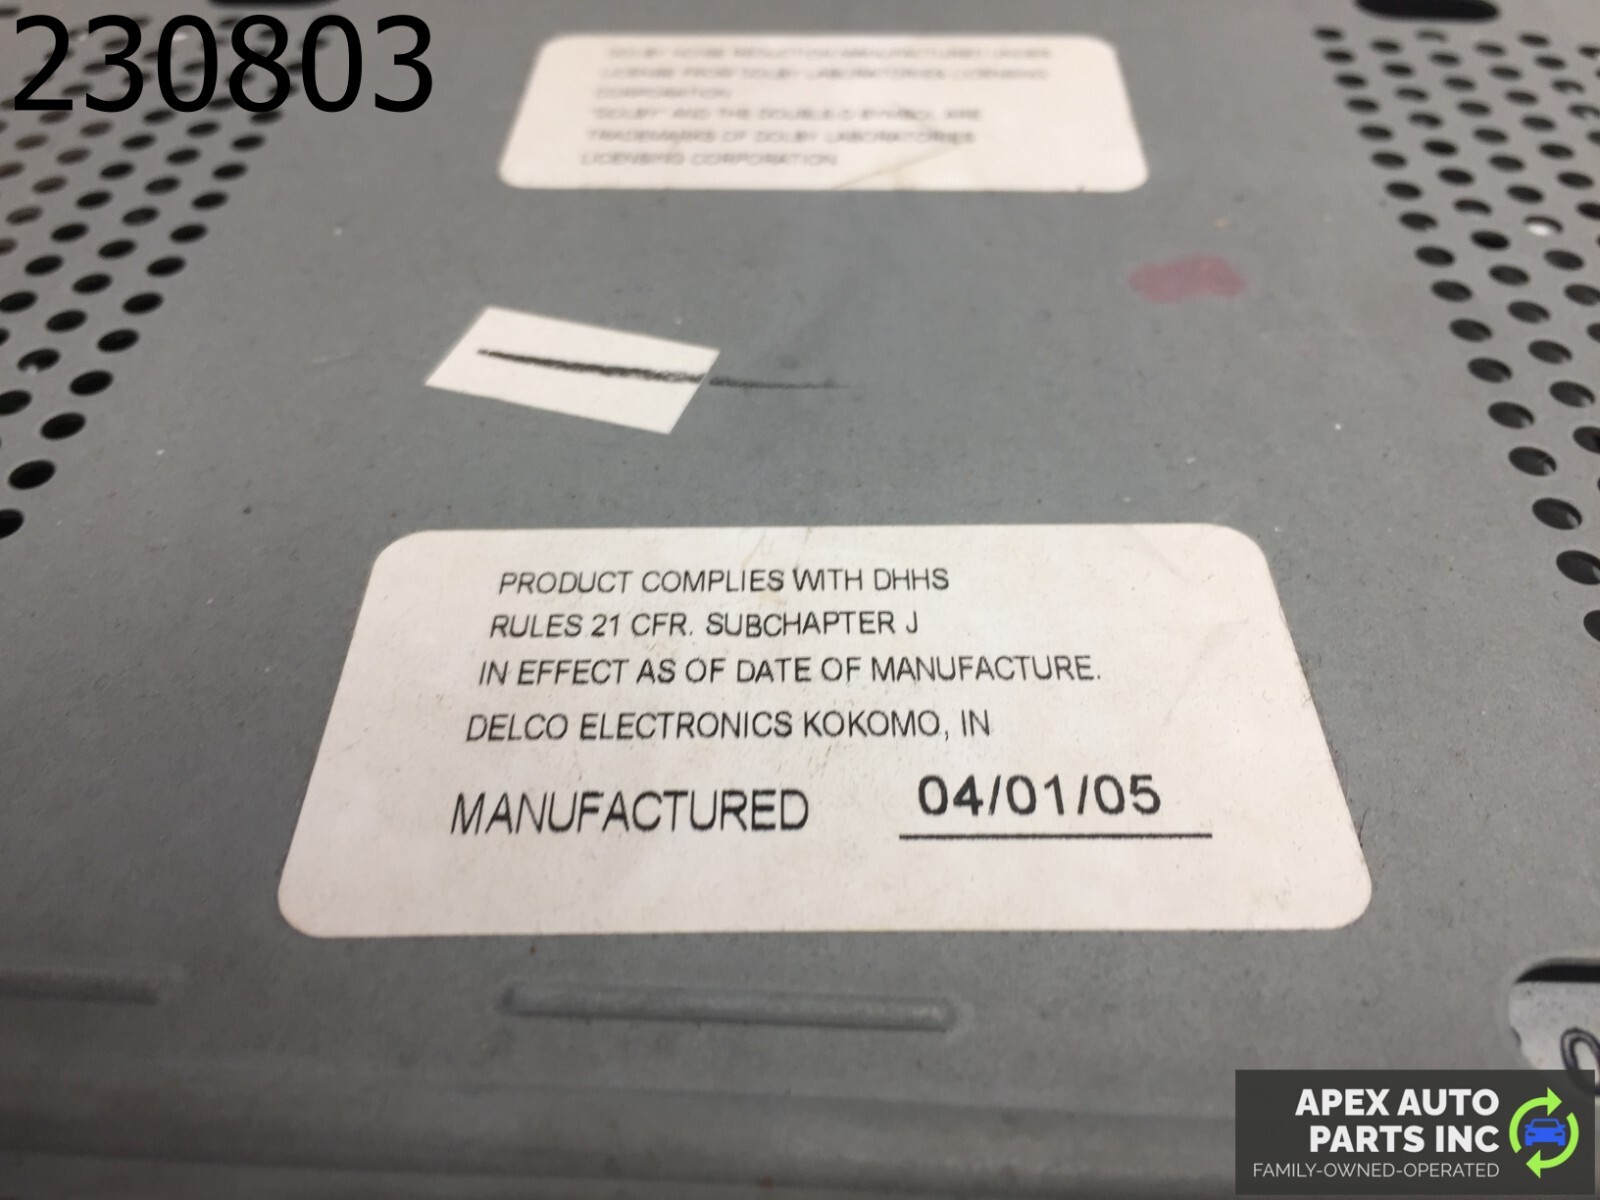 230803
DOLBY NOISE REDUCTION MANUFACTURED UNDER
LICENSE FROM DOLBY LABORATORIES LICENSING
CORPORATION
"DOLBY" AND THE DOUBLE-D SYMBOL ARE
TRADEMARKS OF DOLBY LABORATORIES
LICENSING CORPORATION
PRODUCT COMPLIES WITH DHHS
RULES 21 CFR. SUBCHAPTER J
IN EFFECT AS OF DATE OF MANUFACTURE.
DELCO ELECTRONICS KOKOMO, IN
MANUFACTURED 04/01/05
APEX AUTO
PARTS INC
FAMILY-OWNED-OPERATED